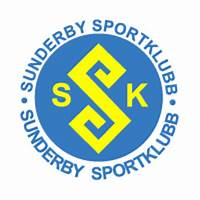 • SUNDERBY SPORTKLUBB •
S S K
SUNDERBY SPORTKLUBB